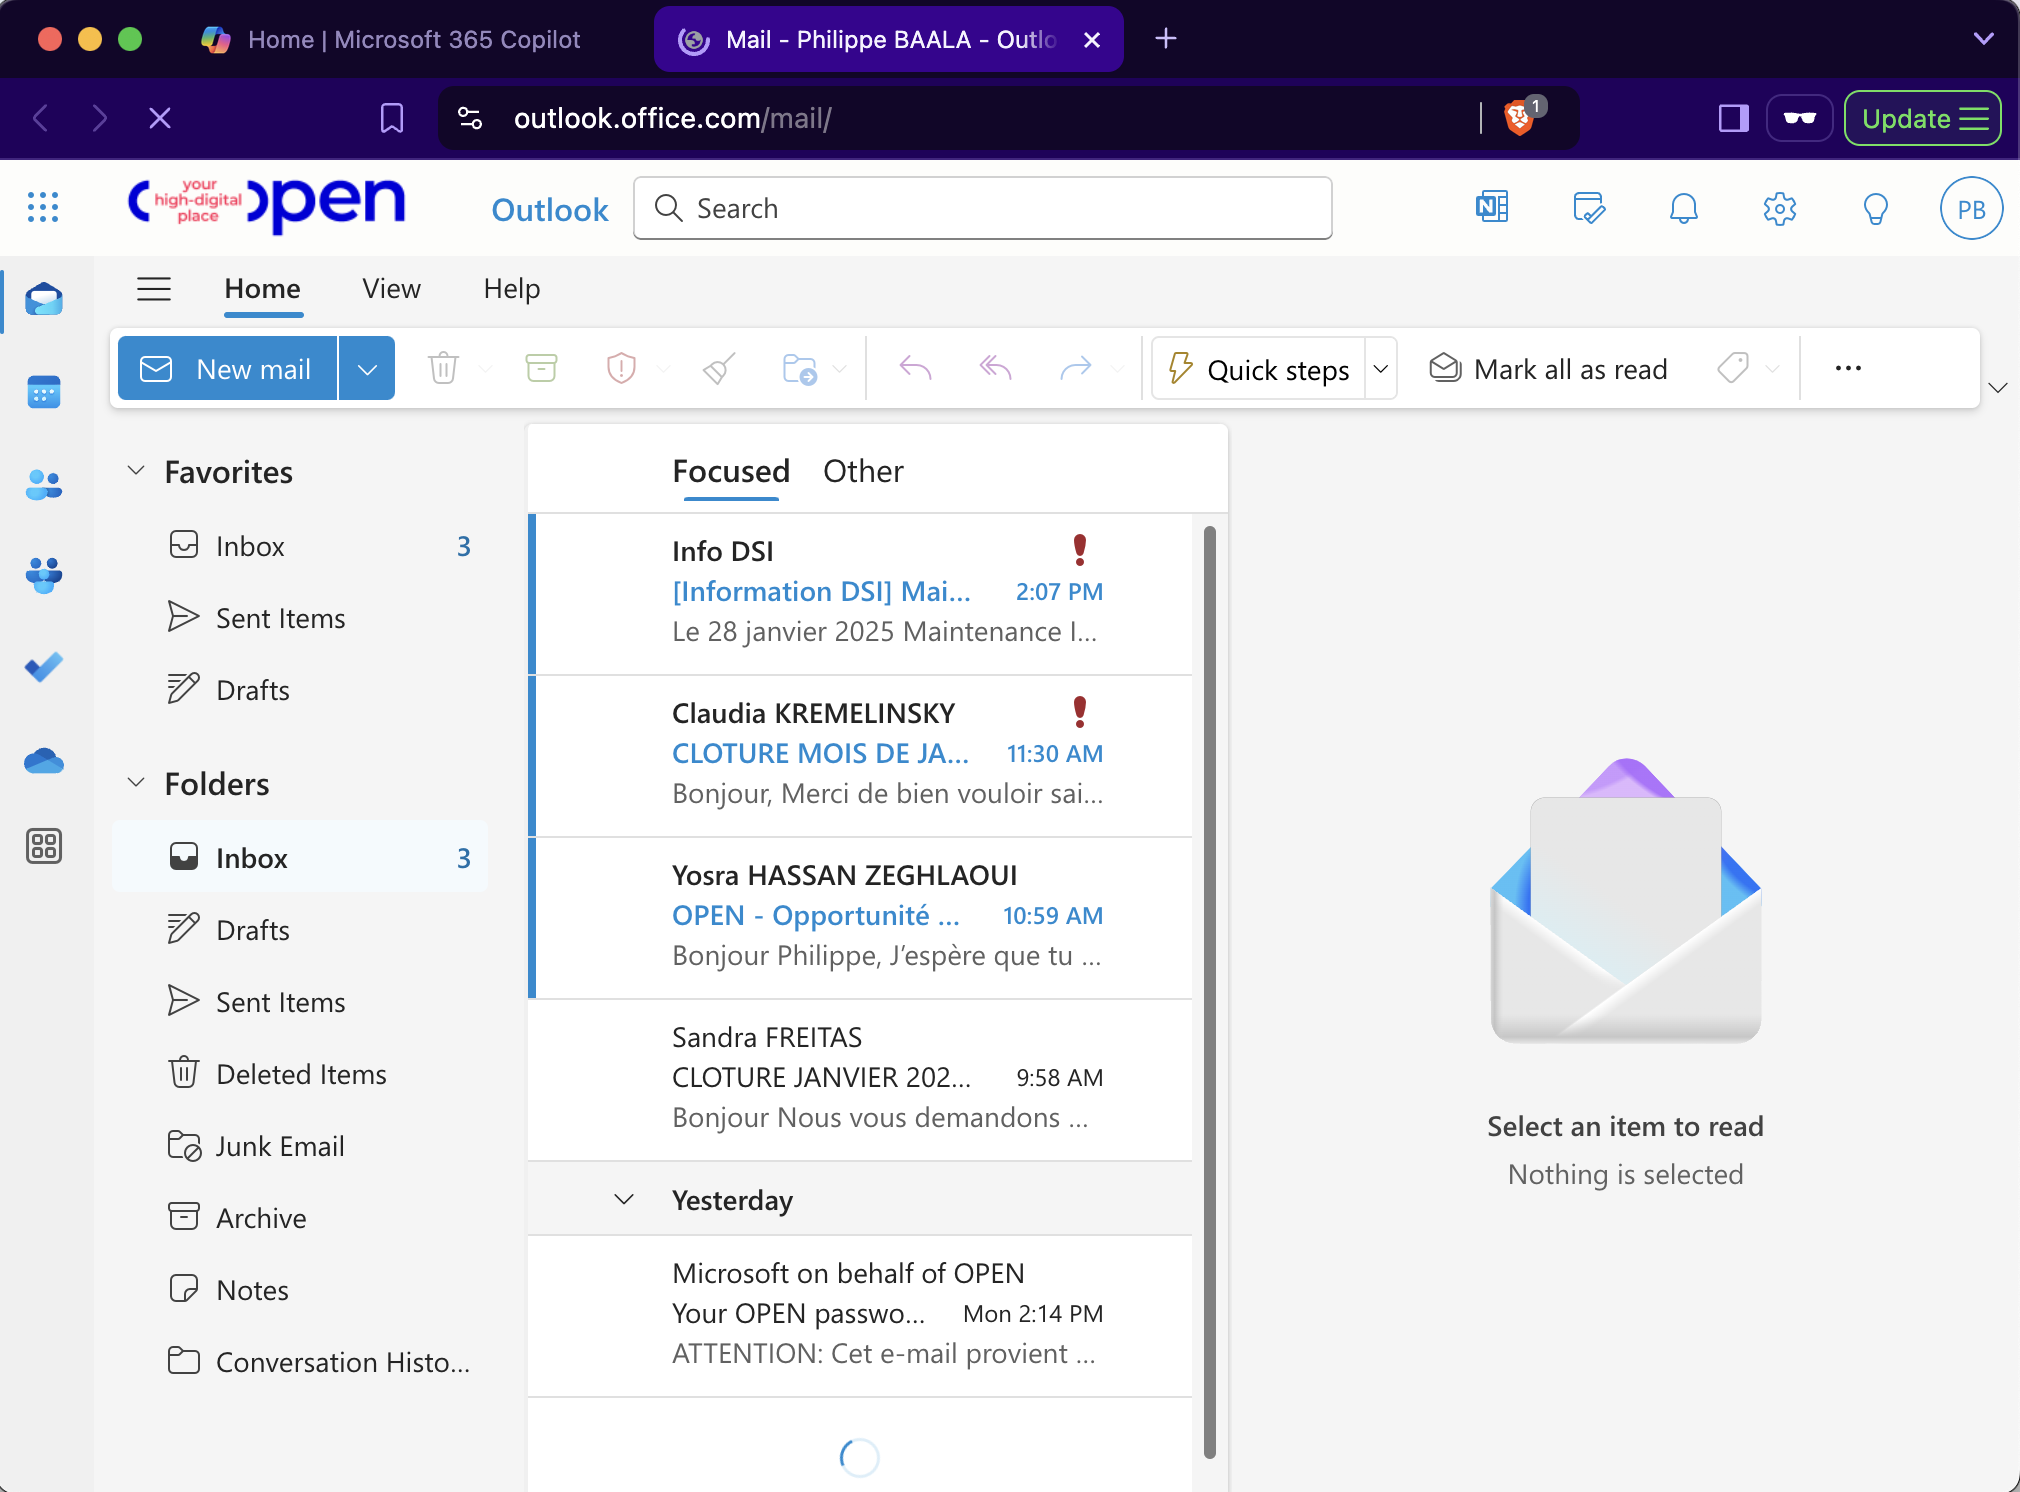 Home | Microsoft 365 Copilot
Mail - Philippe BAALA - Outlo
outlook.office.com/mail/
1
Update
your
high-digital
place
open
Outlook
Search
PB
Home
View
Help
New mail
Quick steps
Mark all as read
Favorites
Inbox 3
Sent Items
Drafts
Folders
Inbox 3
Drafts
Sent Items
Deleted Items
Junk Email
Archive
Notes
Conversation Histo...
Focused
Other
Info DSI
[Information DSI] Mai... 2:07 PM
Le 28 janvier 2025 Maintenance I...
Claudia KREMELINSKY
CLOTURE MOIS DE JA... 11:30 AM
Bonjour, Merci de bien vouloir sai...
Yosra HASSAN ZEGHLAOUI
OPEN - Opportunité ... 10:59 AM
Bonjour Philippe, J’espère que tu ...
Sandra FREITAS
CLOTURE JANVIER 202... 9:58 AM
Bonjour Nous vous demandons ...
Yesterday
Microsoft on behalf of OPEN
Your OPEN passwo... Mon 2:14 PM
ATTENTION: Cet e-mail provient ...
Select an item to read
Nothing is selected